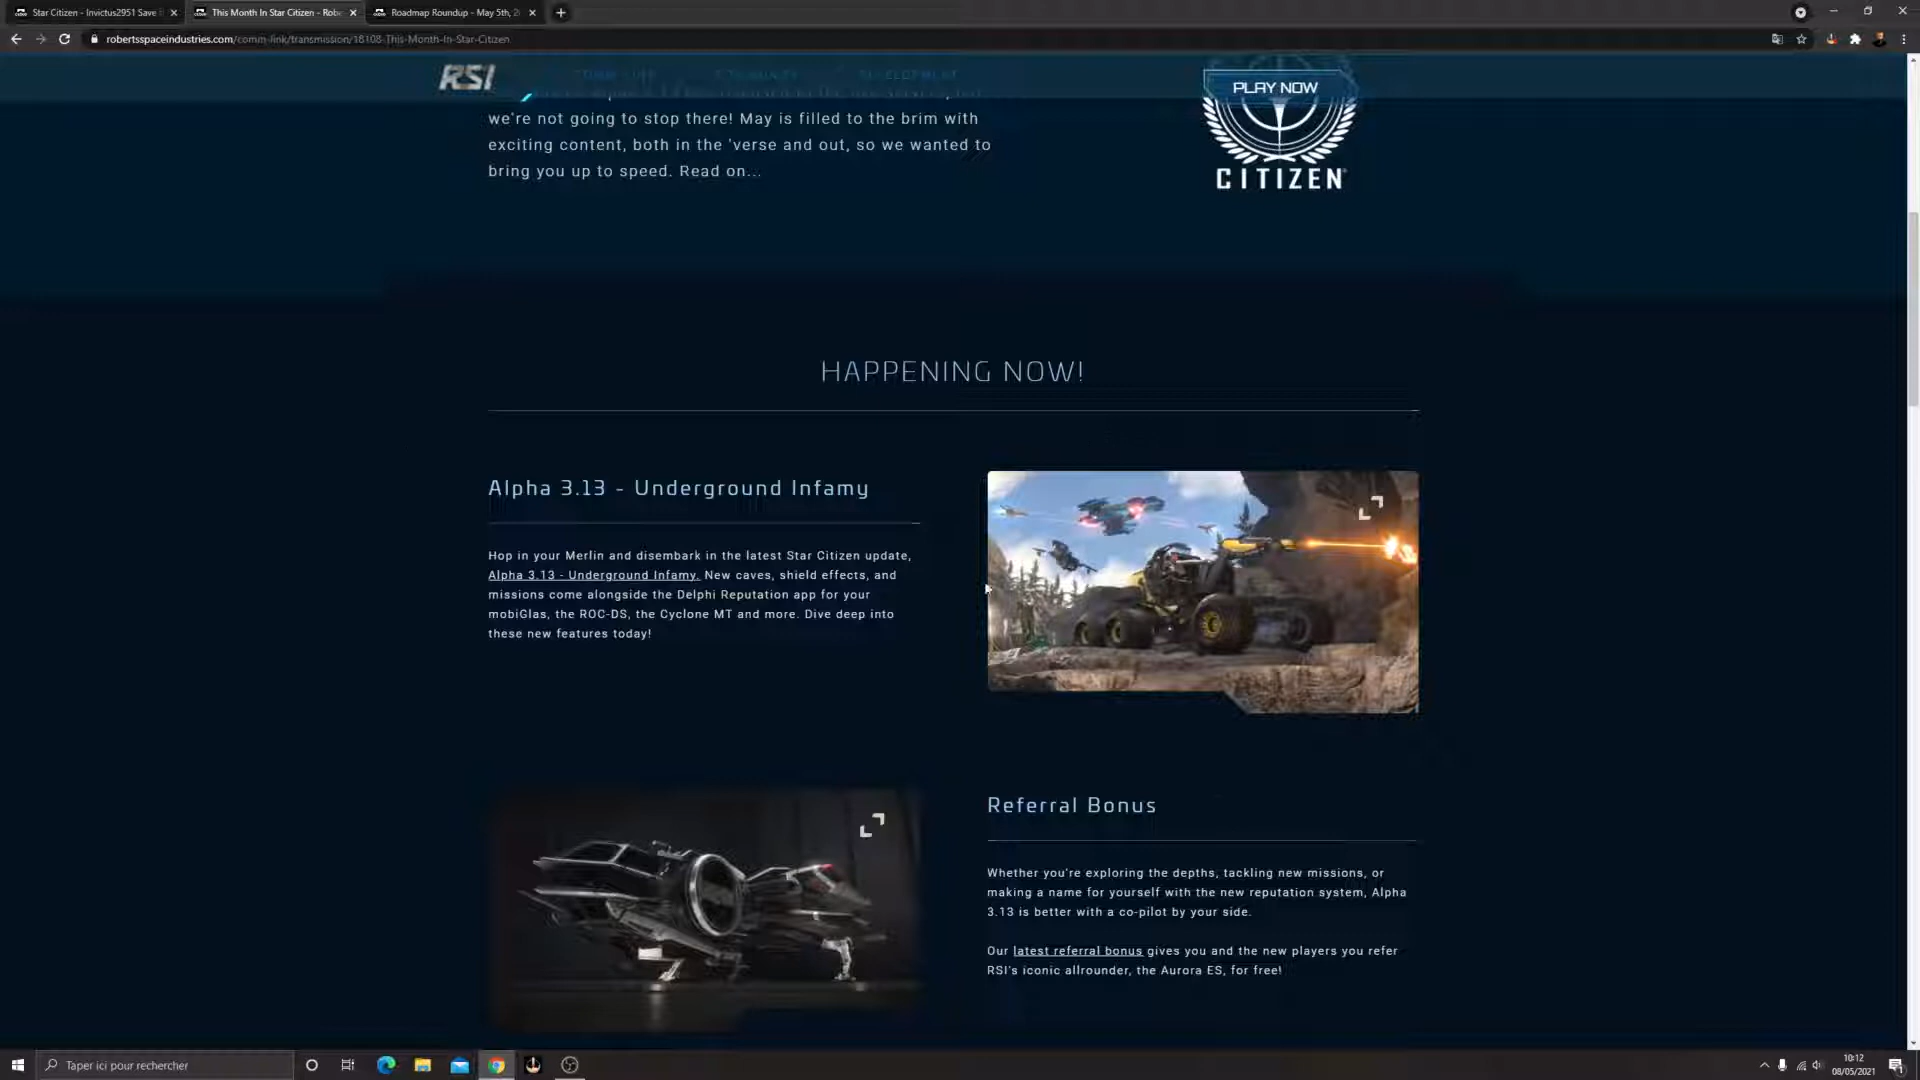 Star Citizen - Invictus2951 Save
This Month In Star Citizen - Robe
Roadmap Roundup - May 5th, 2
robertsspaceindustries.com/comm-link/transmission/18108-This-Month-In-Star-Citizen
RSI
DEVELOPMENT
PLAY NOW
we're not going to stop there! May is filled to the brim with
exciting content, both in the 'verse and out, so we wanted to
bring you up to speed. Read on...
CITIZEN
HAPPENING NOW!
Alpha 3.13 - Underground Infamy
Hop in your Merlin and disembark in the latest Star Citizen update,
Alpha 3.13 - Underground Infamy. New caves, shield effects, and
missions come alongside the Delphi Reputation app for your
mobiGlas, the ROC-DS, the Cyclone MT and more. Dive deep into
these new features today!
Referral Bonus
Whether you're exploring the depths, tackling new missions, or
making a name for yourself with the new reputation system, Alpha
3.13 is better with a co-pilot by your side.
Our latest referral bonus gives you and the new players you refer
RSI's iconic allrounder, the Aurora ES, for free!
Taper ici pour rechercher
10:12
08/05/2021